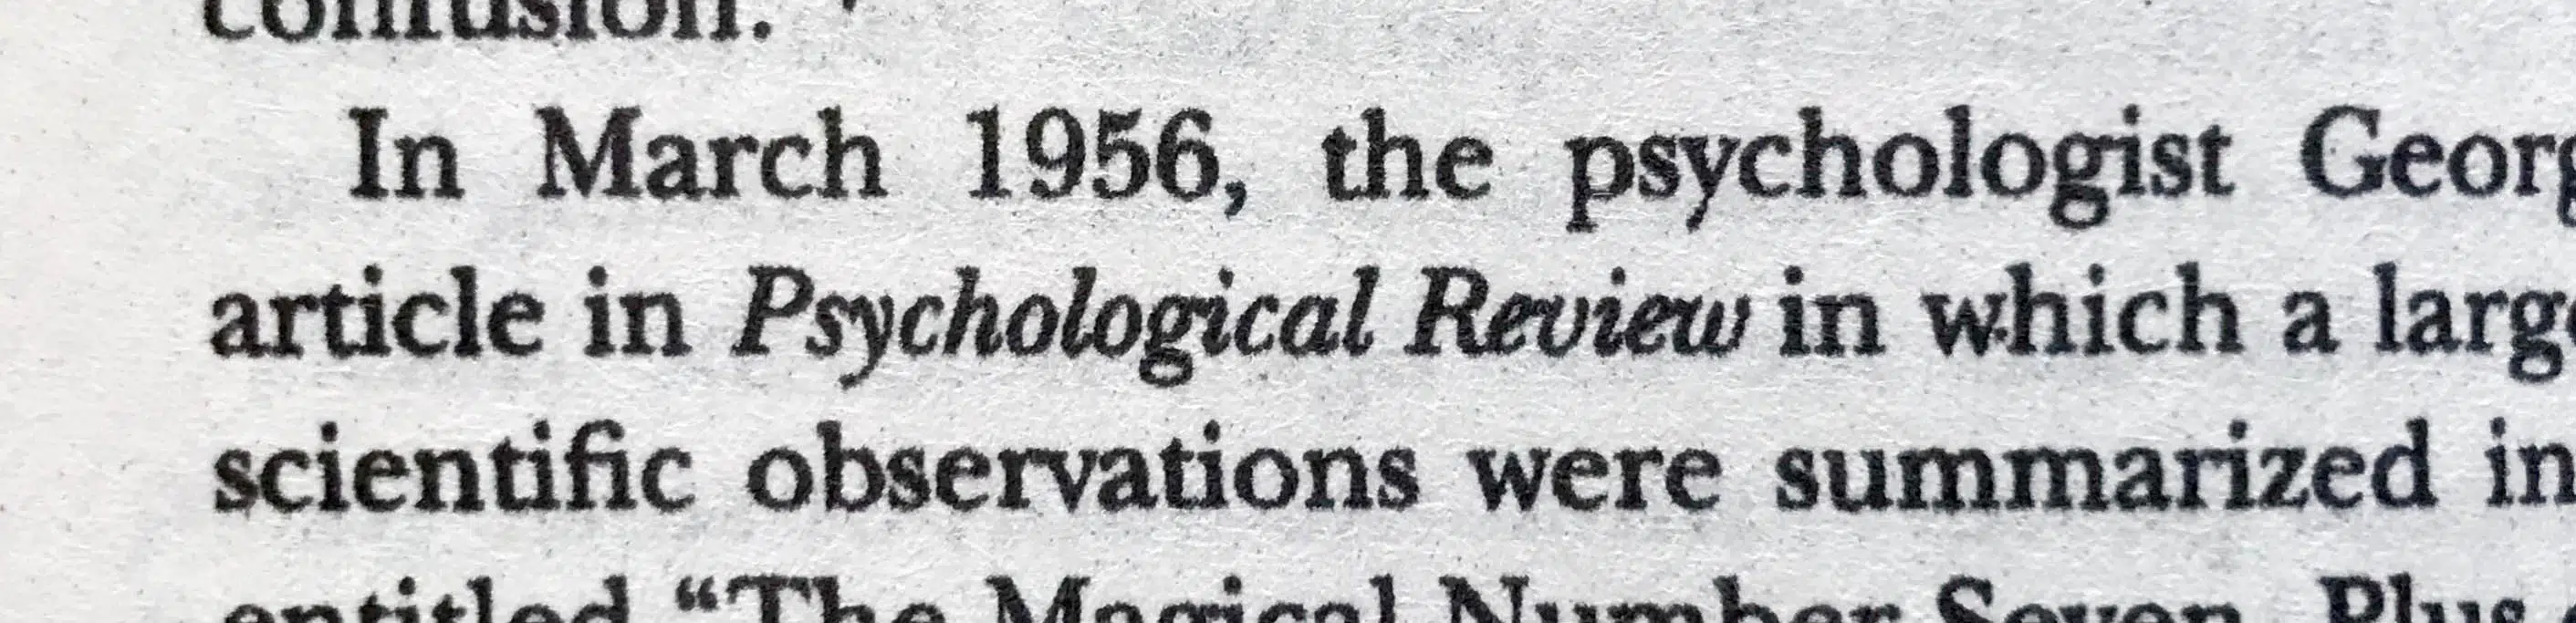 confusion.
In March 1956, the psychologist Georg
article in Psychological Review in which a larg
scientific observations were summarized in
entitled “The Magical Number Seven, Plus